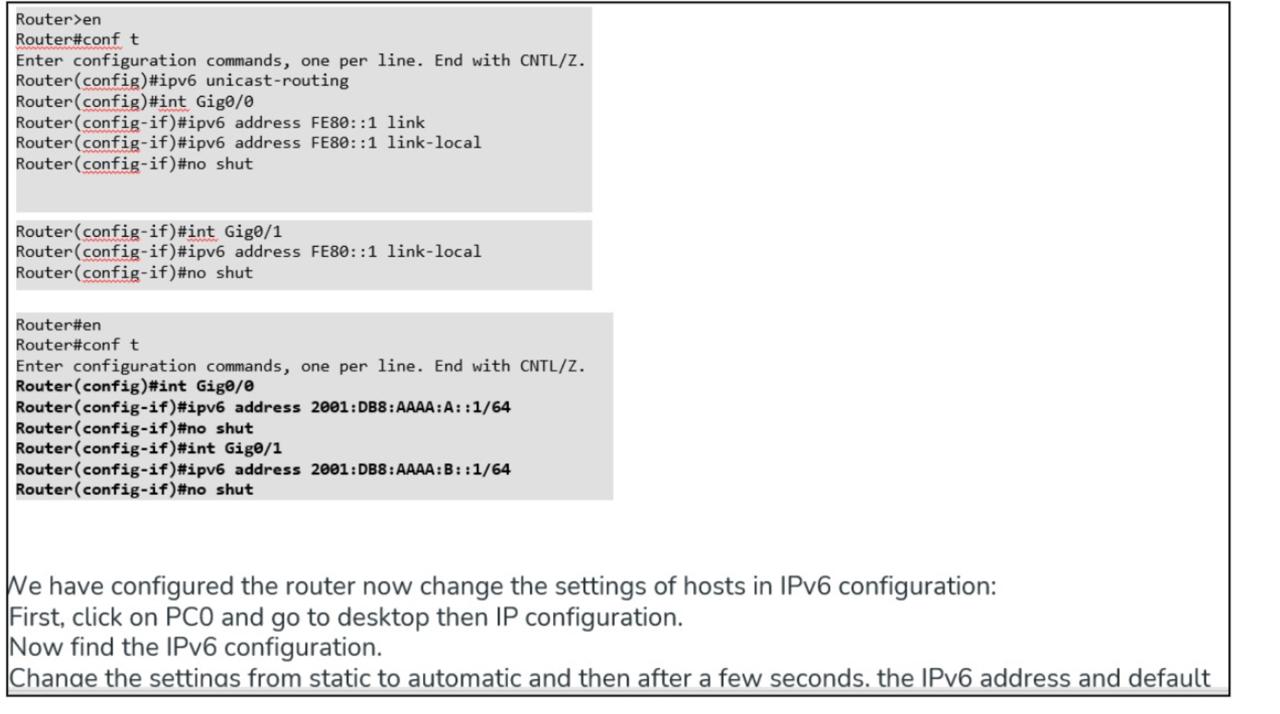 Router>en
Router#conf t
Enter configuration commands, one per line. End with CNTL/Z.
Router(config)#ipv6 unicast-routing
Router(config)#int Gig0/0
Router(config-if)#ipv6 address FE80::1 link
Router(config-if)#ipv6 address FE80::1 link-local
Router(config-if)#no shut
Router(config-if)#int Gig0/1
Router(config-if)#ipv6 address FE80::1 link-local
Router(config-if)#no shut
Router#en
Router#conf t
Enter configuration commands, one per line. End with CNTL/Z.
Router(config)#int Gig0/0
Router(config-if)#ipv6 address 2001:DB8:AAAA:A::1/64
Router(config-if)#no shut
Router(config-if)#int Gig0/1
Router(config-if)#ipv6 address 2001:DB8:AAAA:B::1/64
Router(config-if)#no shut
We have configured the router now change the settings of hosts in IPv6 configuration:
First, click on PC0 and go to desktop then IP configuration.
Now find the IPv6 configuration.
Change the settings from static to automatic and then after a few seconds, the IPv6 address and default